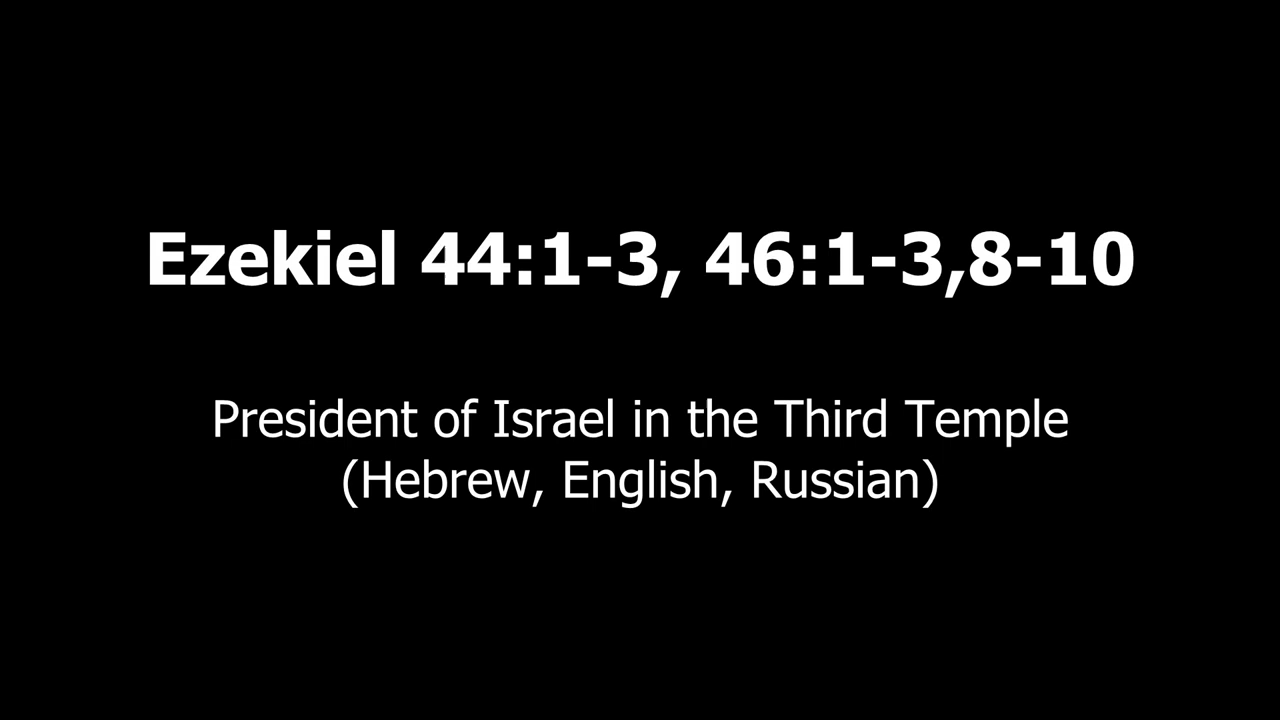 Ezekiel 44:1-3, 46:1-3,8-10
President of Israel in the Third Temple
(Hebrew, English, Russian)